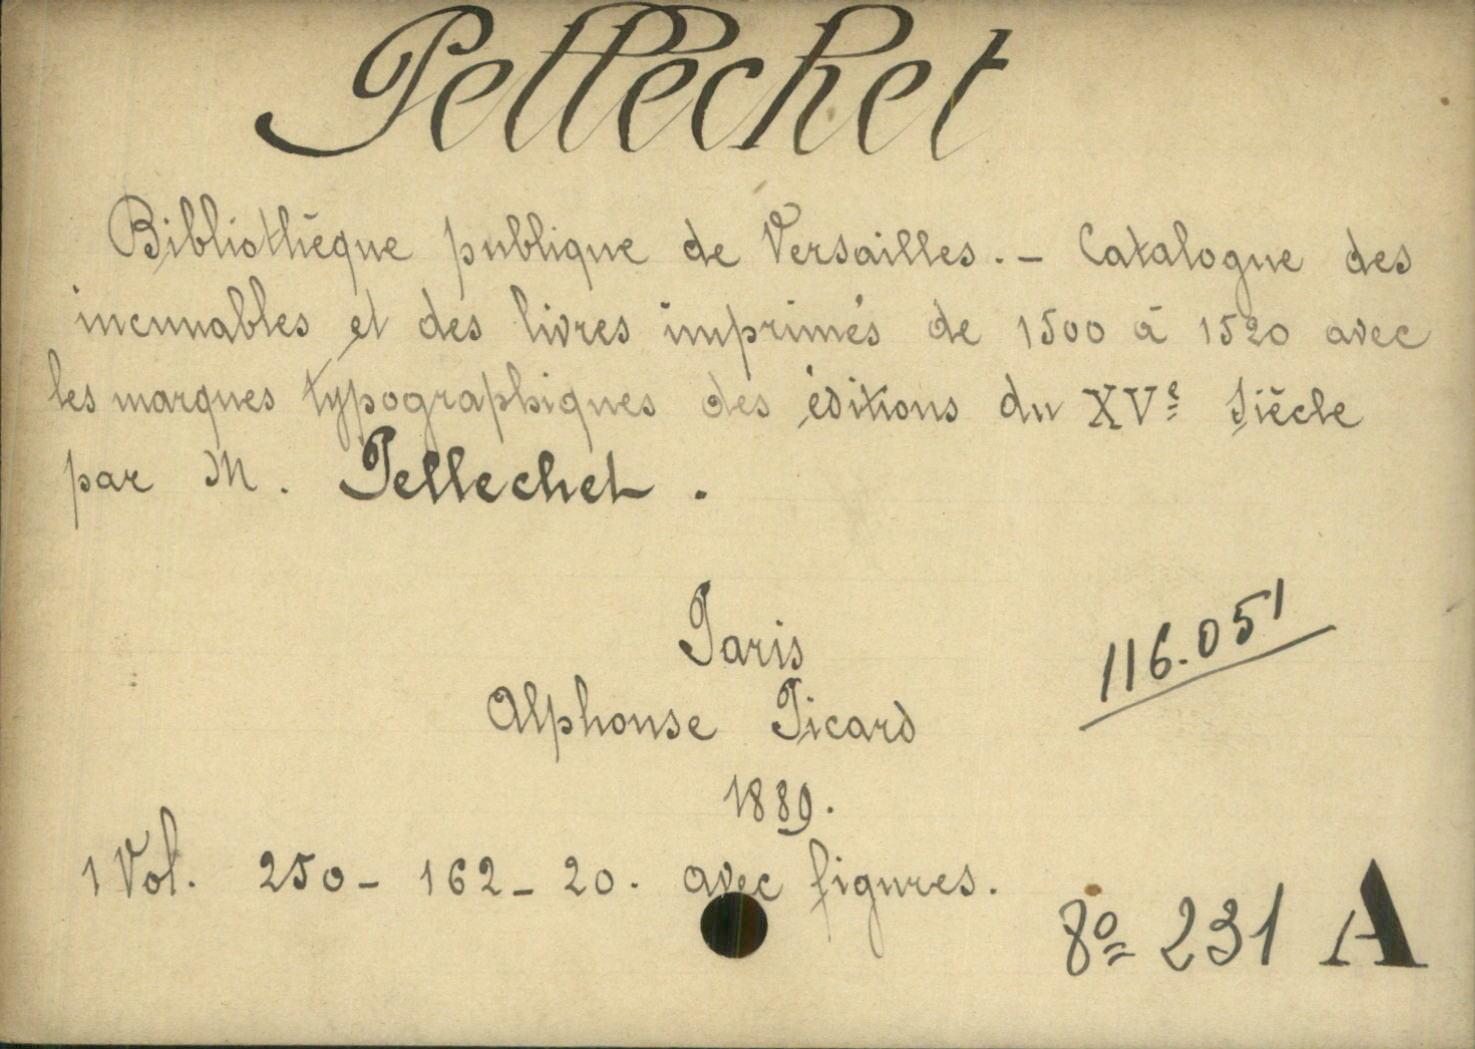 Pellechet
Bibliothèque publique de Versailles. - Catalogue des
incunables et des livres imprimés de 1500 à 1520 avec
les marques typographiques des éditions du XVe Siècle
par M. Pellechet.
Paris
116.051
Alphonse Picard
1889.
1 Vol. 250 - 162 - 20. avec figures.
8º 231 A